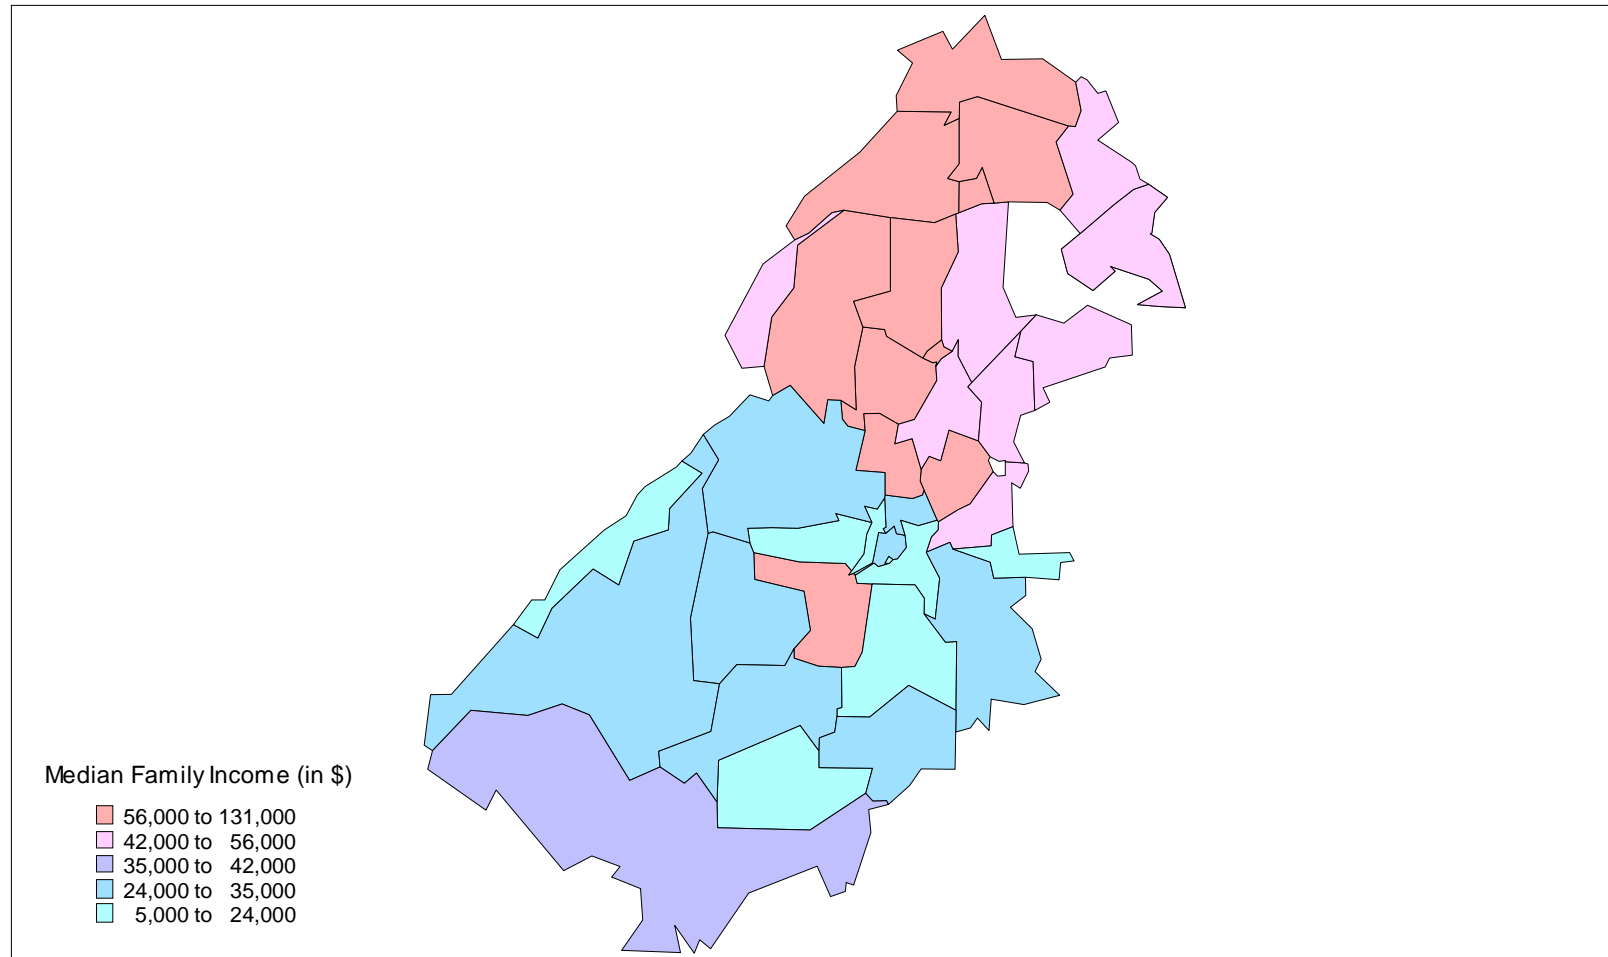 Median Family Income (in $)
56,000 to 131,000
42,000 to 56,000
35,000 to 42,000
24,000 to 35,000
5,000 to 24,000